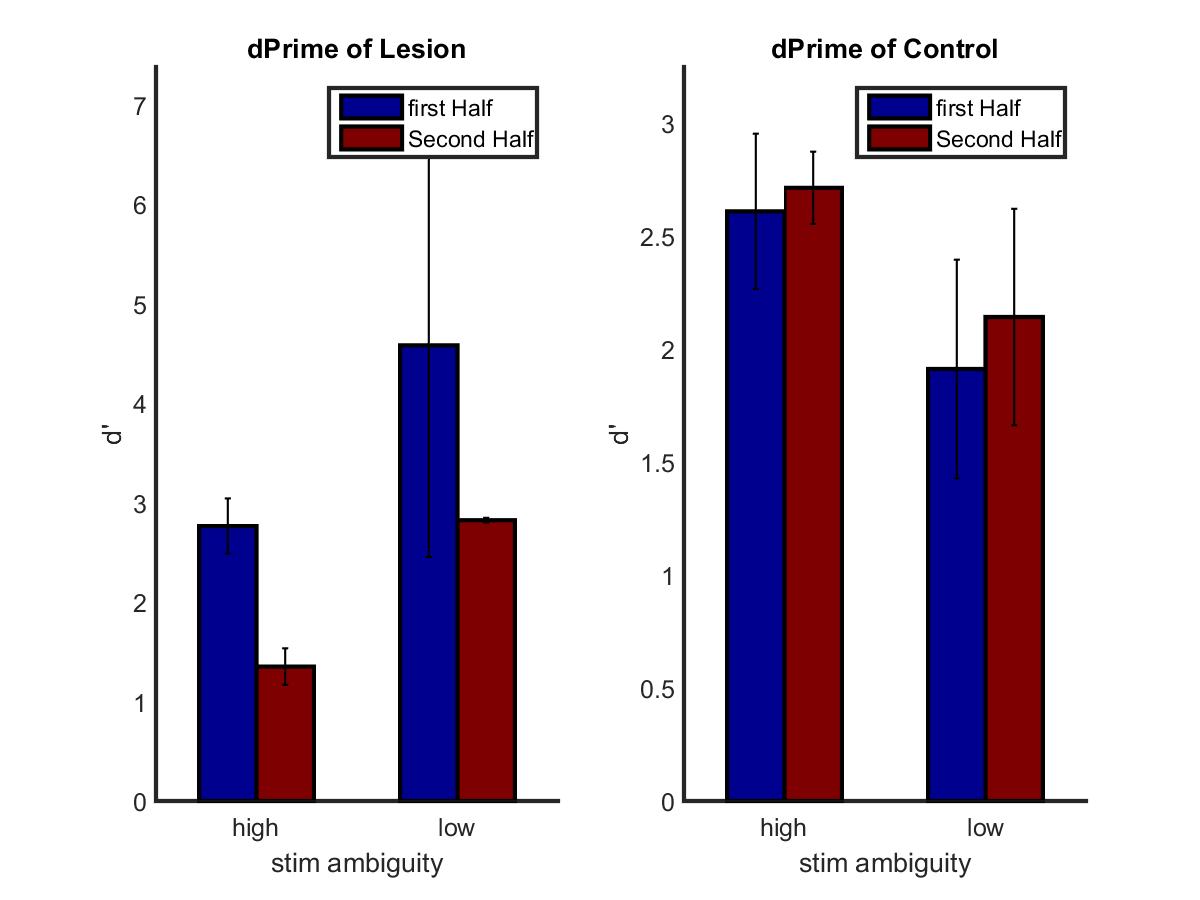 dPrime of Lesion
first Half
Second Half
7
6
5
4
3
2
1
0
d'
high
low
stim ambiguity
dPrime of Control
first Half
Second Half
3
2.5
2
1.5
1
0.5
0
d'
high
low
stim ambiguity